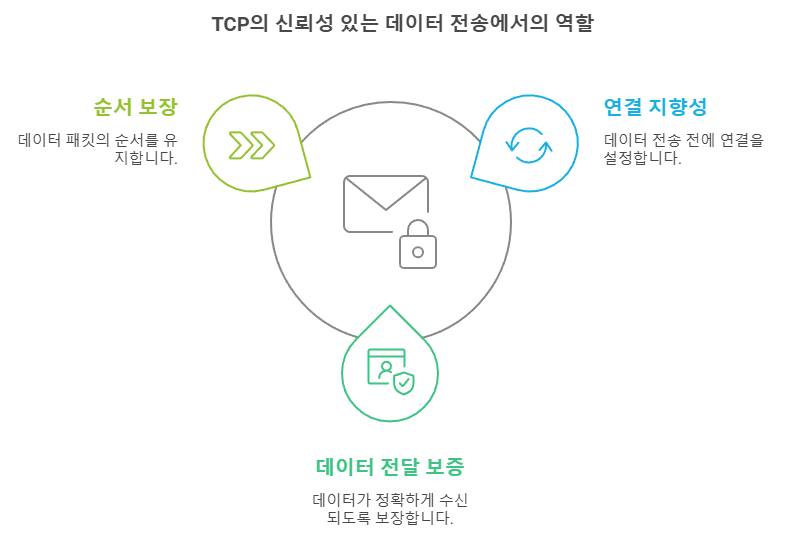 TCP의 신뢰성 있는 데이터 전송에서의 역할
순서 보장
데이터 패킷의 순서를 유
지합니다.
연결 지향성
데이터 전송 전에 연결을
설정합니다.
데이터 전달 보증
데이터가 정확하게 수신
되도록 보장합니다.